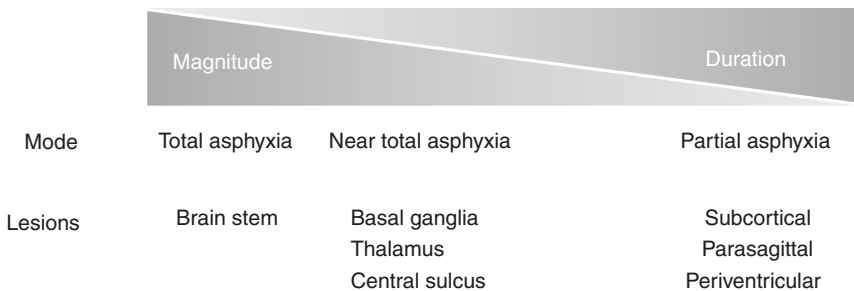 Magnitude Duration
Mode Total asphyxia Near total asphyxia Partial asphyxia
Lesions Brain stem Basal ganglia Subcortical
Thalamus Parasagittal
Central sulcus Periventricular